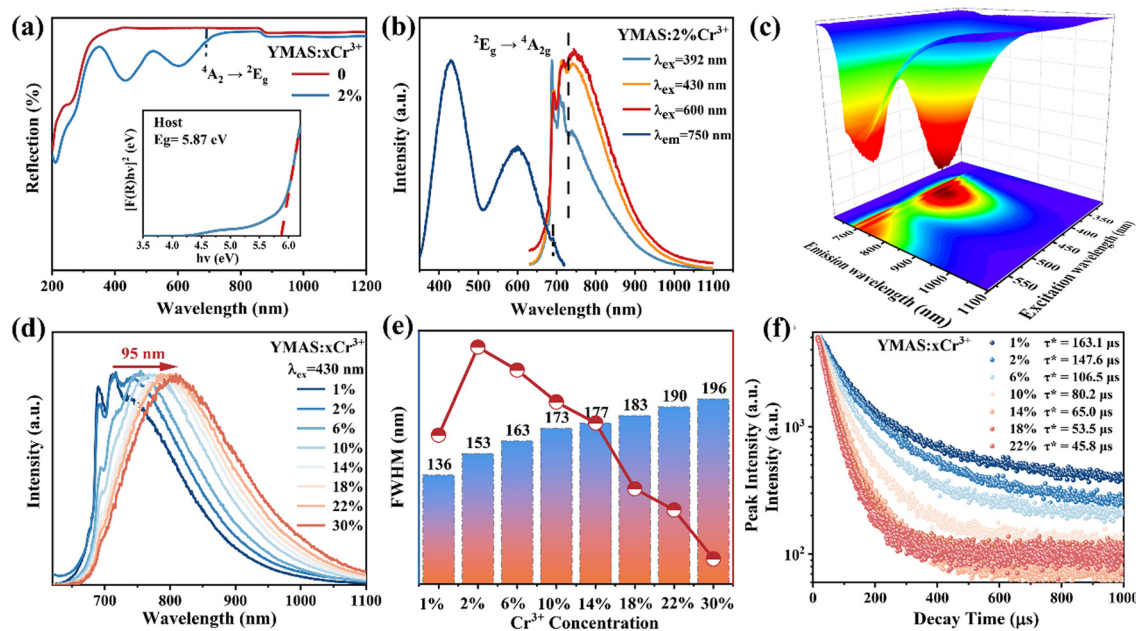 (a)
YMAS:xCr³⁺
⁴A₂ → ²E_g
0
2%
Host
Eg= 5.87 eV
[F(R)hv]² (eV)
3.5 4.0 4.5 5.0 5.5 6.0
hv (eV)
Reflection (%)
200 400 600 800 1000 1200
Wavelength (nm)
(b)
²E_g → ⁴A₂g
YMAS:2%Cr³⁺
λex=392 nm
λex=430 nm
λex=600 nm
λem=750 nm
Intensity (a.u.)
400 500 600 700 800 900 1000 1100
Wavelength (nm)
(c)
700
800
900
1000
1100
Emission wavelength (nm)
350
400
450
500
550
Excitation wavelength (nm)
(d)
YMAS:xCr³⁺
95 nm
λex=430 nm
1%
2%
6%
10%
14%
18%
22%
30%
Intensity (a.u.)
700 800 900 1000 1100
Wavelength (nm)
(e)
136 153 163 173 177 183 190 196
FWHM (nm)
Peak Intensity (a.u.)
1% 2% 6% 10% 14% 18% 22% 30%
Cr³⁺ Concentration
(f)
YMAS:xCr³⁺
1% τ* = 163.1 μs
2% τ* = 147.6 μs
6% τ* = 106.5 μs
10% τ* = 80.2 μs
14% τ* = 65.0 μs
18% τ* = 53.5 μs
22% τ* = 45.8 μs
Intensity (a.u.)
10³
10²
0 200 400 600 800 1000
Decay Time (μs)